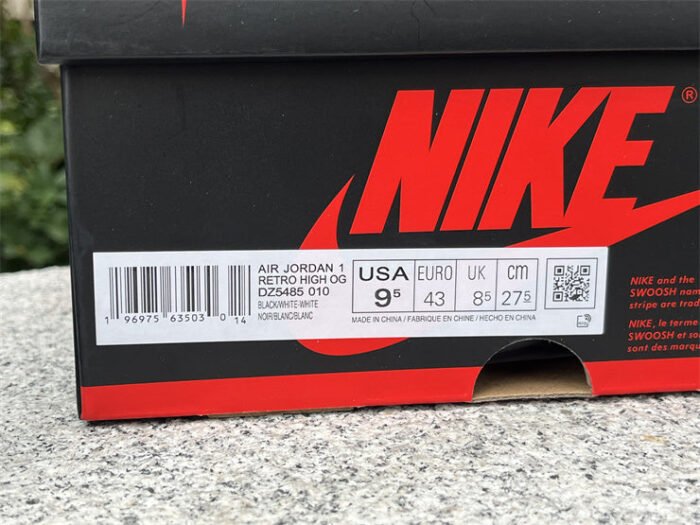 NIKE®
AIR JORDAN 1
RETRO HIGH OG
DZ5485 010
BLACK/WHITE-WHITE
NOIR/BLANC/BLANC
1 96975 63503 0 14
USA EURO UK cm
9⁵ 43 8⁵ 27⁵
MADE IN CHINA / FABRIQUE EN CHINE / HECHO EN CHINA
NIKE and the
SWOOSH nam
stripe are trad
NIKE, le terme
SWOOSH et so
sont des marqu